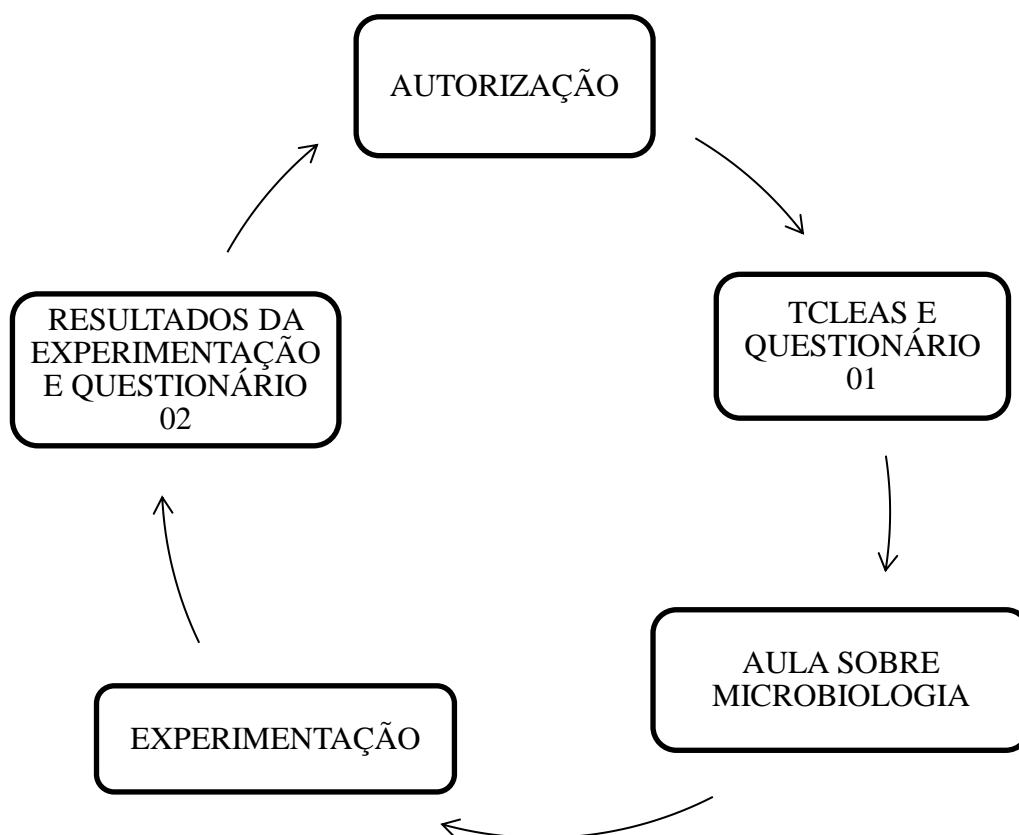 AUTORIZAÇÃO
TCLEAS E
QUESTIONÁRIO
01
AULA SOBRE
MICROBIOLOGIA
EXPERIMENTAÇÃO
RESULTADOS DA
EXPERIMENTAÇÃO
E QUESTIONÁRIO
02